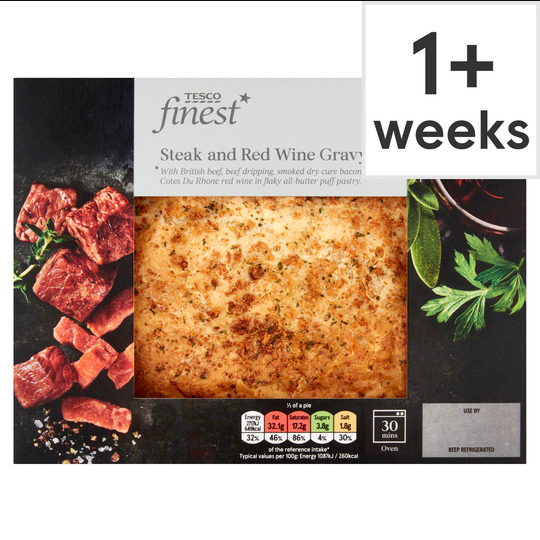 1+
weeks
TESCO
finest*
Steak and Red Wine Gravy
*With British beef, beef dripping, smoked dry cure bacon
Cotes Du Rhone red wine in flaky all-butter puff pastry.
⅓ of a pie
Energy Fat Saturates Sugars Salt
2717kJ 32.1g 17.2g 3.8g 1.8g
649kcal
32% 46% 86% 4% 30%
of the reference intake*
Typical values per 100g: Energy 1087kJ / 260kcal
30
mins
Oven
USE BY
KEEP REFRIGERATED